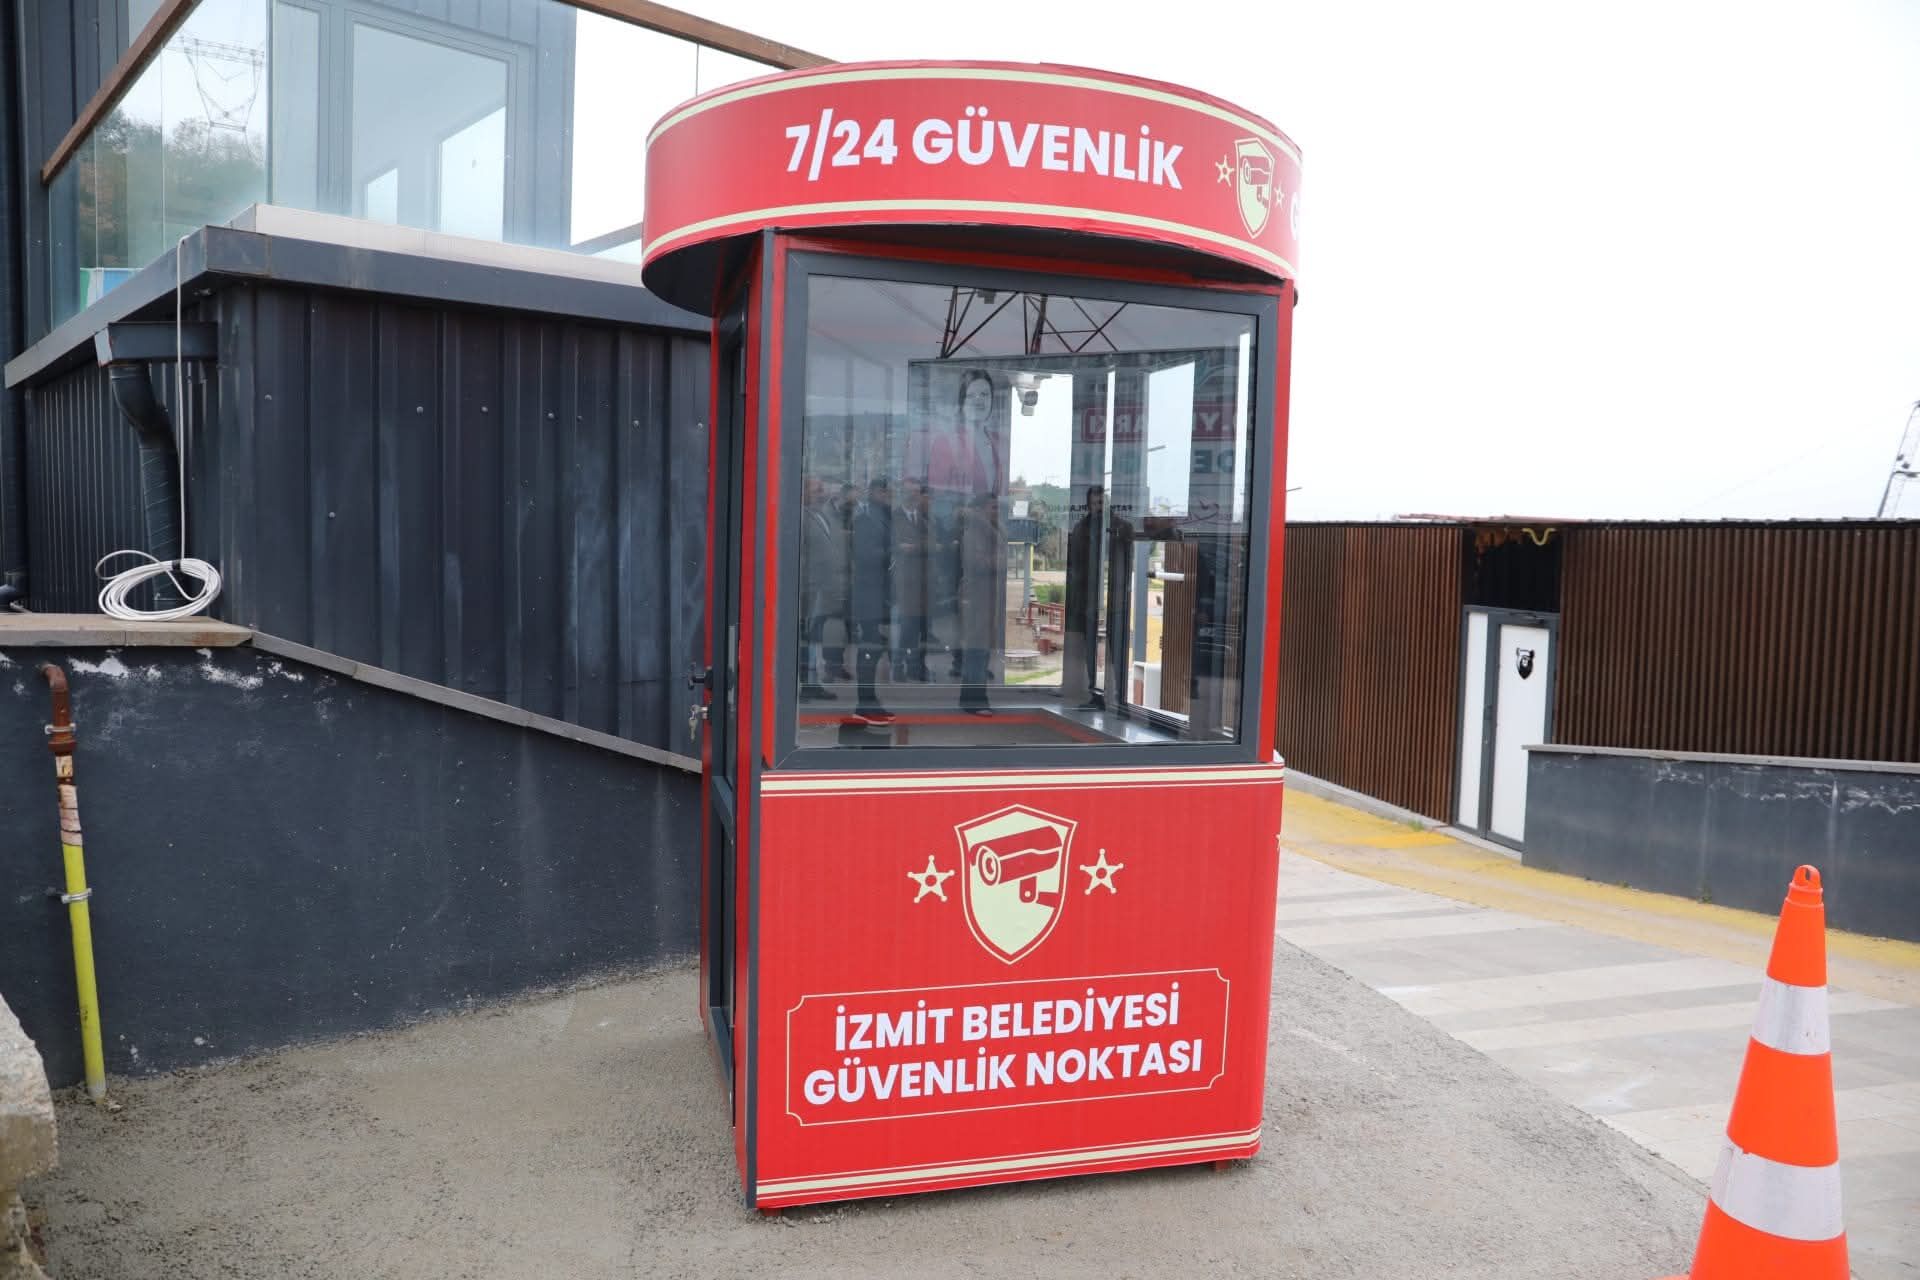 7/24 GÜVENLİK
İZMİT BELEDİYESİ
GÜVENLİK NOKTASI